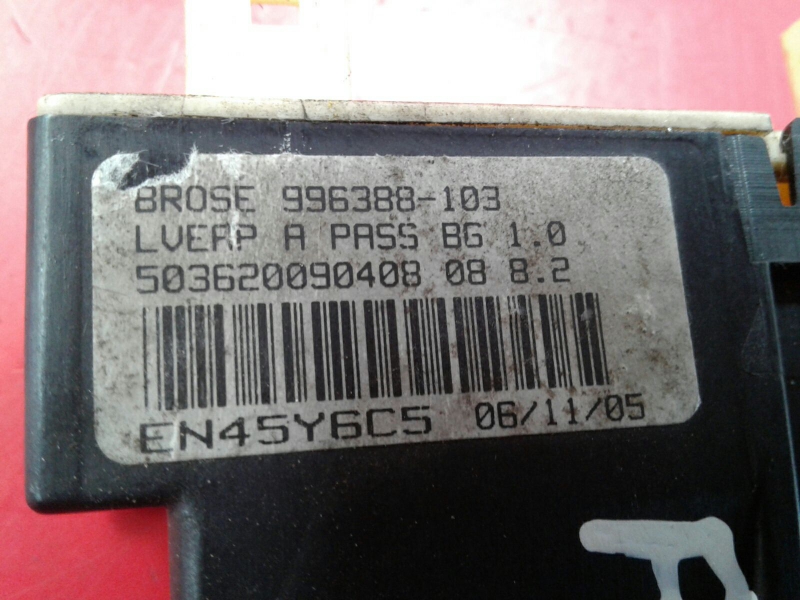 BROSE 996388-103
LVERP A PASS BG 1.0
503620090408 08 8.2
EN45Y6C5 06/11/05